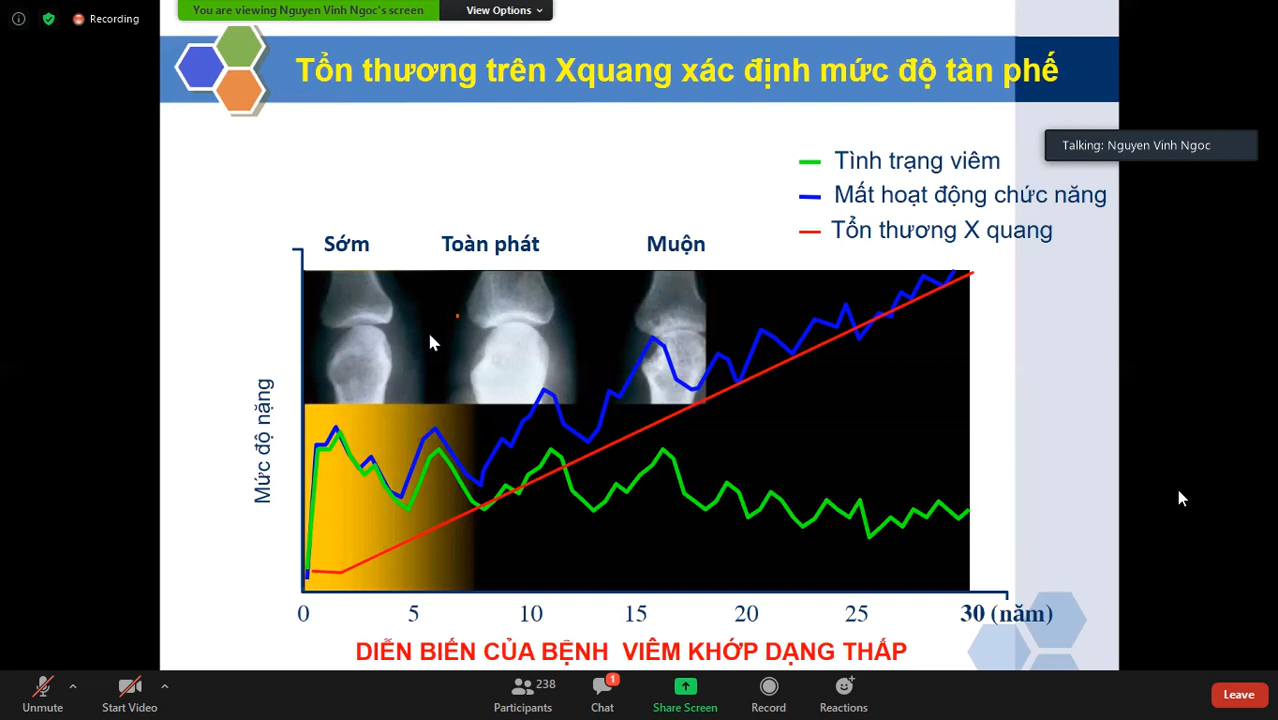 You are viewing Nguyen Vinh Ngoc's screen
View Options
Recording
Tổn thương trên Xquang xác định mức độ tàn phế
Talking: Nguyen Vinh Ngoc
Tình trạng viêm
Mất hoạt động chức năng
Tổn thương X quang
Sớm Toàn phát Muộn
Mức độ năng
0 5 10 15 20 25 30 (năm)
DIỄN BIẾN CỦA BỆNH VIÊM KHỚP DẠNG THẤP
238
1
Unmute Start Video Participants Chat Share Screen Record Reactions Leave